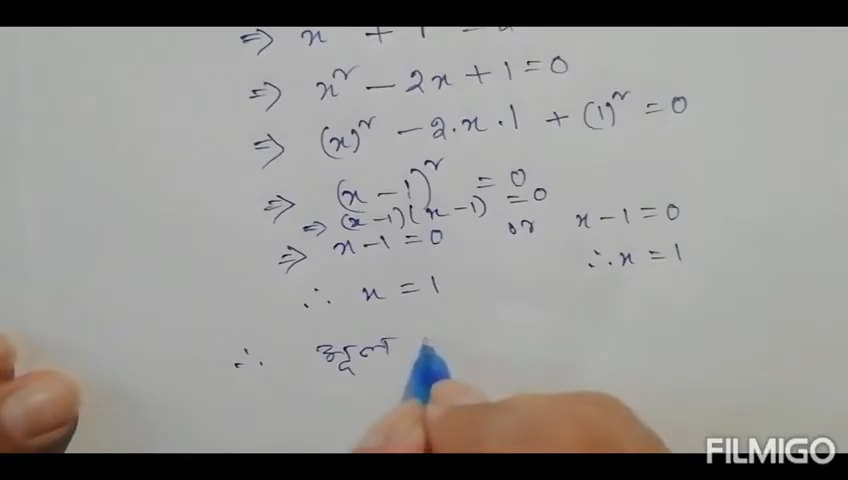 ⇒ x² - 2x + 1 = 0
⇒ (x)² - 2.x.1 + (1)² = 0
⇒ (x - 1)² = 0
⇒ (x - 1)(x - 1) = 0
⇒ x - 1 = 0 or x - 1 = 0
∴ x = 1 ∴ x = 1
∴ মূল
FILMIGO